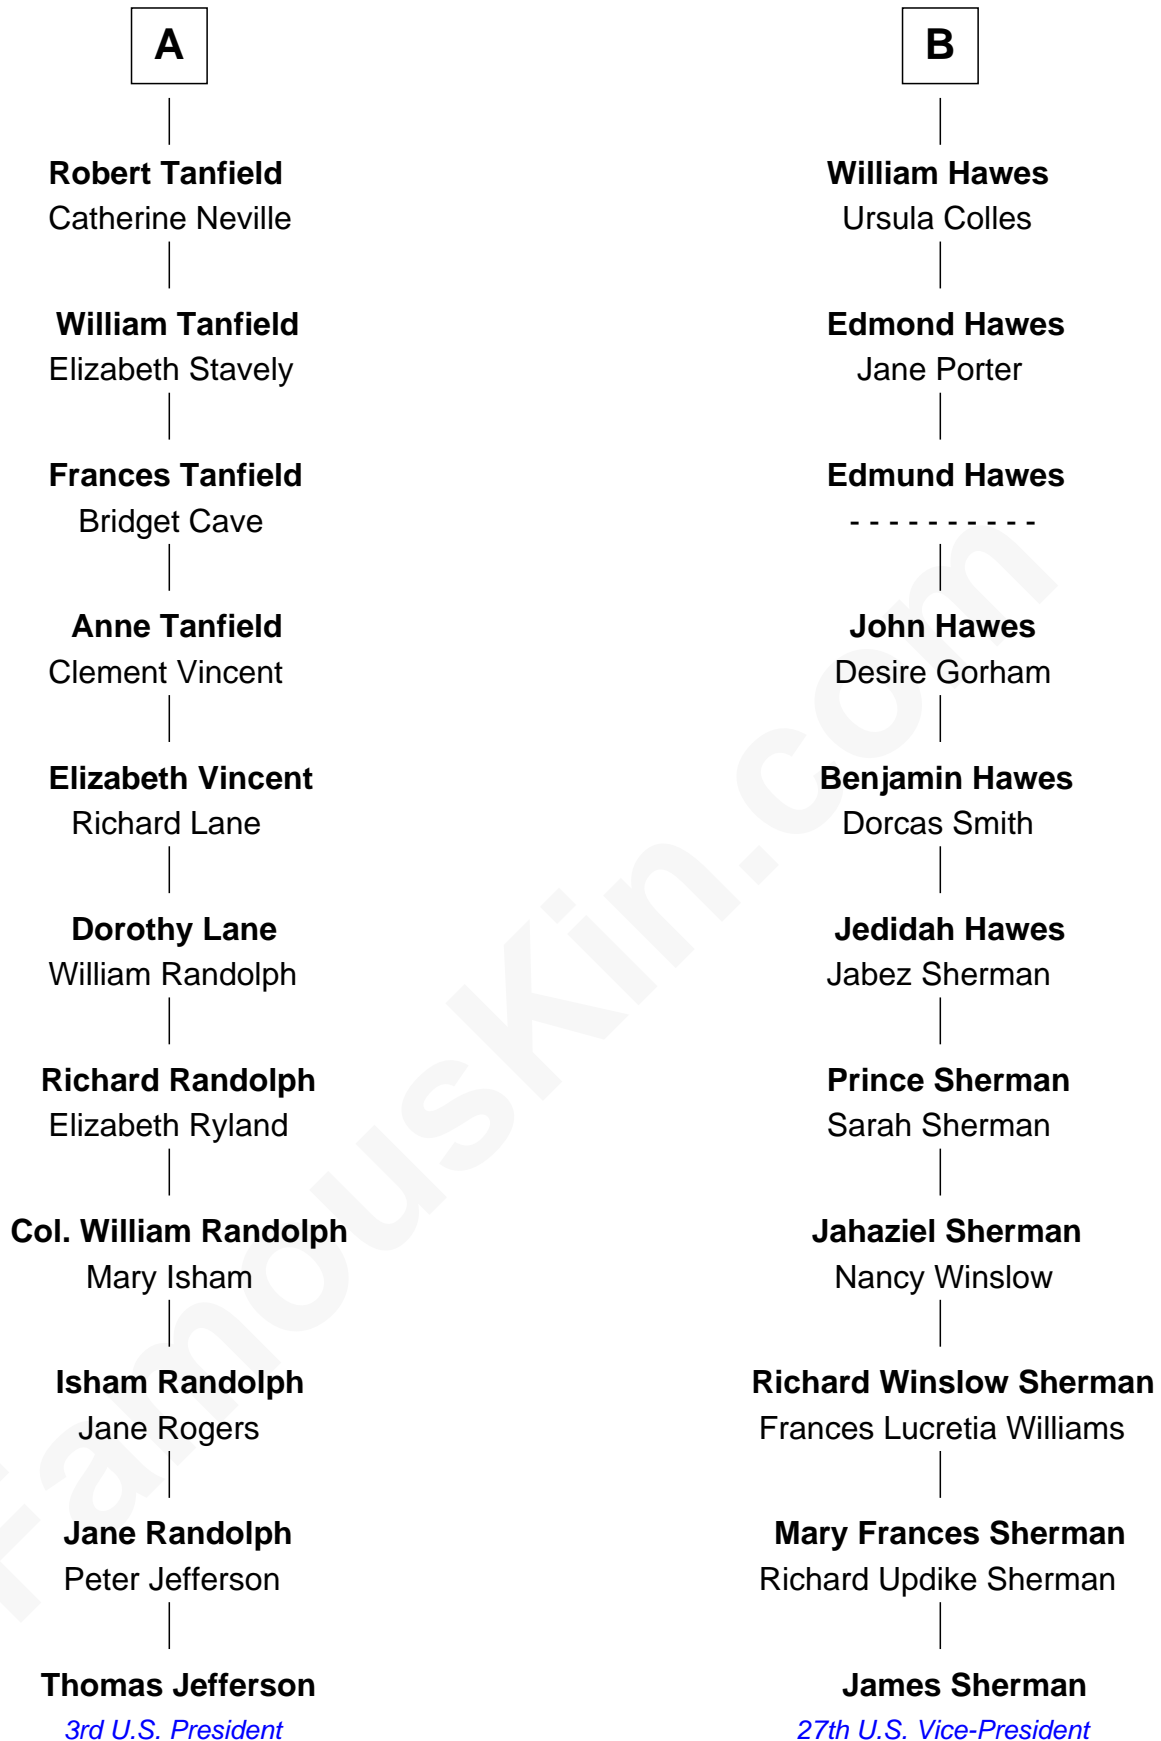 A
Robert Tanfield
Catherine Neville
William Tanfield
Elizabeth Stavely
Frances Tanfield
Bridget Cave
Anne Tanfield
Clement Vincent
Elizabeth Vincent
Richard Lane
Dorothy Lane
William Randolph
Richard Randolph
Elizabeth Ryland
Col. William Randolph
Mary Isham
Isham Randolph
Jane Rogers
Jane Randolph
Peter Jefferson
Thomas Jefferson
3rd U.S. President
B
William Hawes
Ursula Colles
Edmond Hawes
Jane Porter
Edmund Hawes
- - - - - - - - - -
John Hawes
Desire Gorham
Benjamin Hawes
Dorcas Smith
Jedidah Hawes
Jabez Sherman
Prince Sherman
Sarah Sherman
Jahaziel Sherman
Nancy Winslow
Richard Winslow Sherman
Frances Lucretia Williams
Mary Frances Sherman
Richard Updike Sherman
James Sherman
27th U.S. Vice-President
FamousKin.com